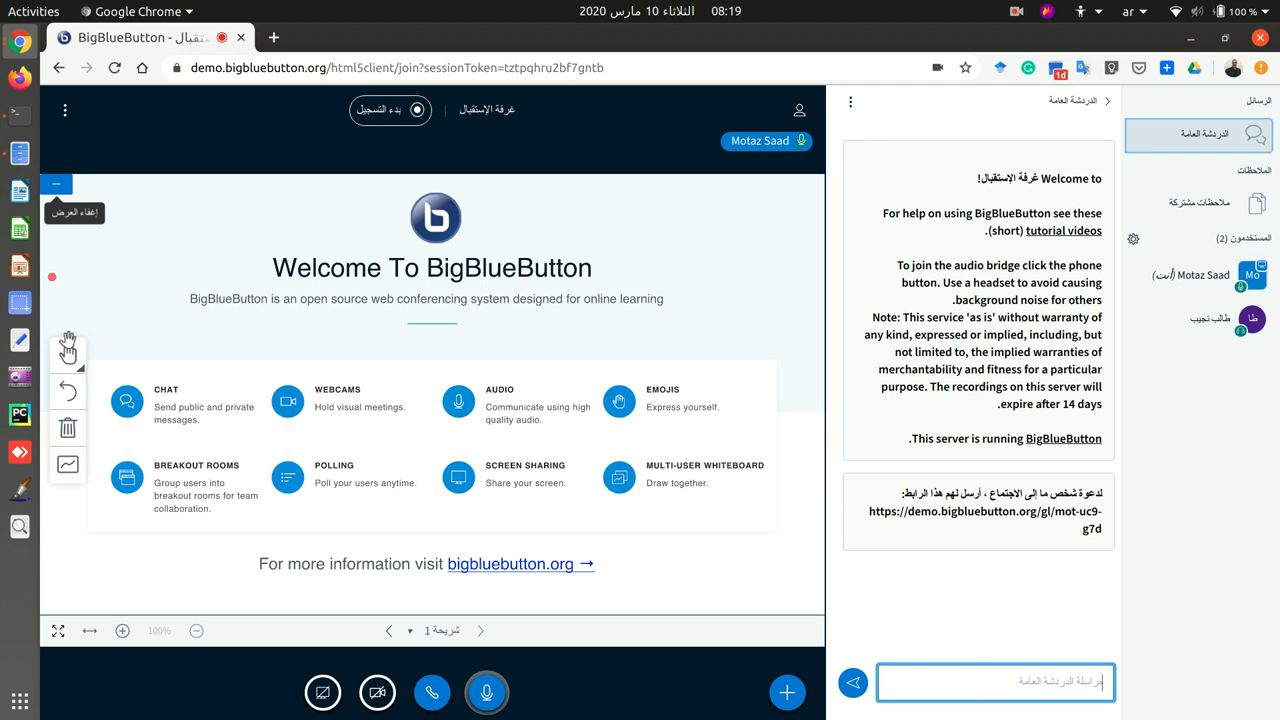 Activities
Google Chrome
08:19 الثلاثاء 10 مارس 2020
ar
100 %
BigBlueButton - ستقبال
demo.bigbluebutton.org/html5client/join?sessionToken=tztpqhru2bf7gntb
1d
غرفة الإستقبال
بدء التسجيل
Motaz Saad
إغفاء العرض
Welcome To BigBlueButton
BigBlueButton is an open source web conferencing system designed for online learning
CHAT
Send public and private
messages.
WEBCAMS
Hold visual meetings.
AUDIO
Communicate using high
quality audio.
EMOJIS
Express yourself.
BREAKOUT ROOMS
Group users into
breakout rooms for team
collaboration.
POLLING
Poll your users anytime.
SCREEN SHARING
Share your screen.
MULTI-USER WHITEBOARD
Draw together.
For more information visit bigbluebutton.org →
100%
شريحة 1
الدردشة العامة
Welcome to غرفة الإستقبال!
For help on using BigBlueButton see these
(short) tutorial videos.
To join the audio bridge click the phone
button. Use a headset to avoid causing
background noise for others.
Note: This service 'as is' without warranty of
any kind, expressed or implied, including, but
not limited to, the implied warranties of
merchantability and fitness for a particular
purpose. The recordings on this server will
expire after 14 days.
This server is running BigBlueButton.
لدعوة شخص ما إلى الاجتماع ، أرسل لهم هذا الرابط:
https://demo.bigbluebutton.org/gl/mot-uc9-
g7d
مراسلة الدردشة العامة
الرسائل
الدردشة العامة
الملاحظات
ملاحظات مشتركة
المستخدمون (2)
Mo
Motaz Saad (أنت)
طا
طالب نجيب
PC